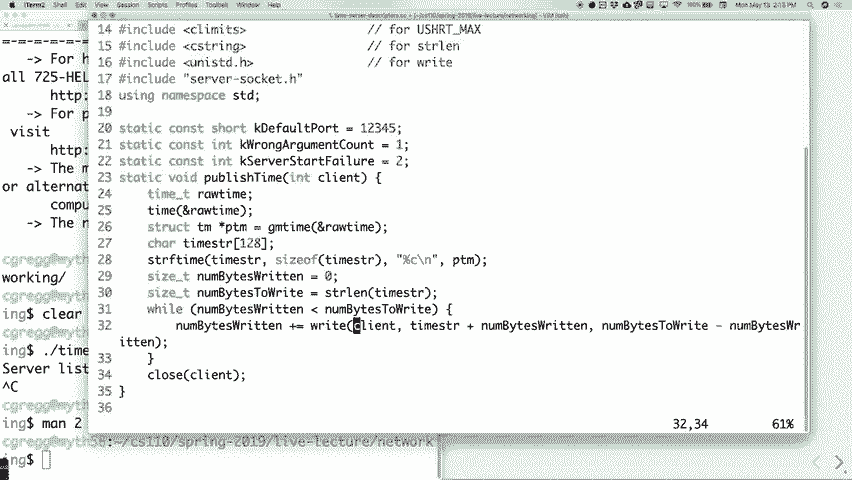 iTerm2 Shell Edit View Session Scripts Profiles Toolbelt Window Help
100% Mon May 13 2:15 PM
14 #include <climits> // for USHRT_MAX
15 #include <cstring> // for strlen
16 #include <unistd.h> // for write
17 #include "server-socket.h"
18 using namespace std;
19
20 static const short kDefaultPort = 12345;
21 static const int kWrongArgumentCount = 1;
22 static const int kServerStartFailure = 2;
23 static void publishTime(int client) {
24 time_t rawtime;
25 time(&rawtime);
26 struct tm *ptm = gmtime(&rawtime);
27 char timestr[128];
28 strftime(timestr, sizeof(timestr), "%c\n", ptm);
29 size_t numBytesWritten = 0;
30 size_t numBytesToWrite = strlen(timestr);
31 while (numBytesWritten < numBytesToWrite) {
32 numBytesWritten += write(client, timestr + numBytesWritten, numBytesToWrite - numBytesWr
itten);
33 }
34 close(client);
35 }
36
32,34 61%
-> For h
all 725-HEL
http:
-> For p
visit
http:
-> The m
or alternat
compu
-> The n
cgregg@myth
working/
cgregg@myth
ing$ clear
cgregg@myth
ing$ ./time
Server list
^C
cgregg@myth
ing$ man 2
cgregg@myth58:~/cs110/spring-2019/live-lecture/network
ing$